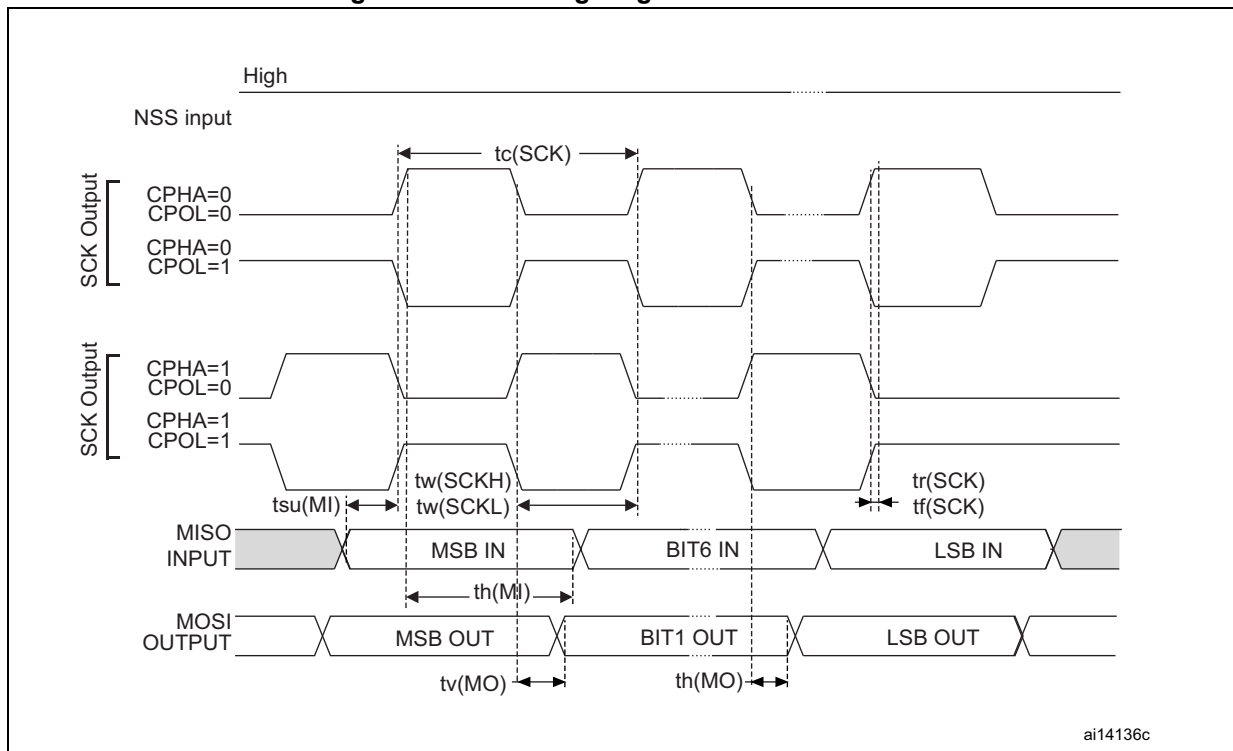 High
NSS input
tc(SCK)
SCK Output
CPHA=0
CPOL=0
CPHA=0
CPOL=1
SCK Output
CPHA=1
CPOL=0
CPHA=1
CPOL=1
tsu(MI)
tw(SCKH)
tw(SCKL)
tr(SCK)
tf(SCK)
MISO
INPUT
MSB IN
BIT6 IN
LSB IN
th(MI)
MOSI
OUTPUT
MSB OUT
BIT1 OUT
LSB OUT
tv(MO)
th(MO)
ai14136c